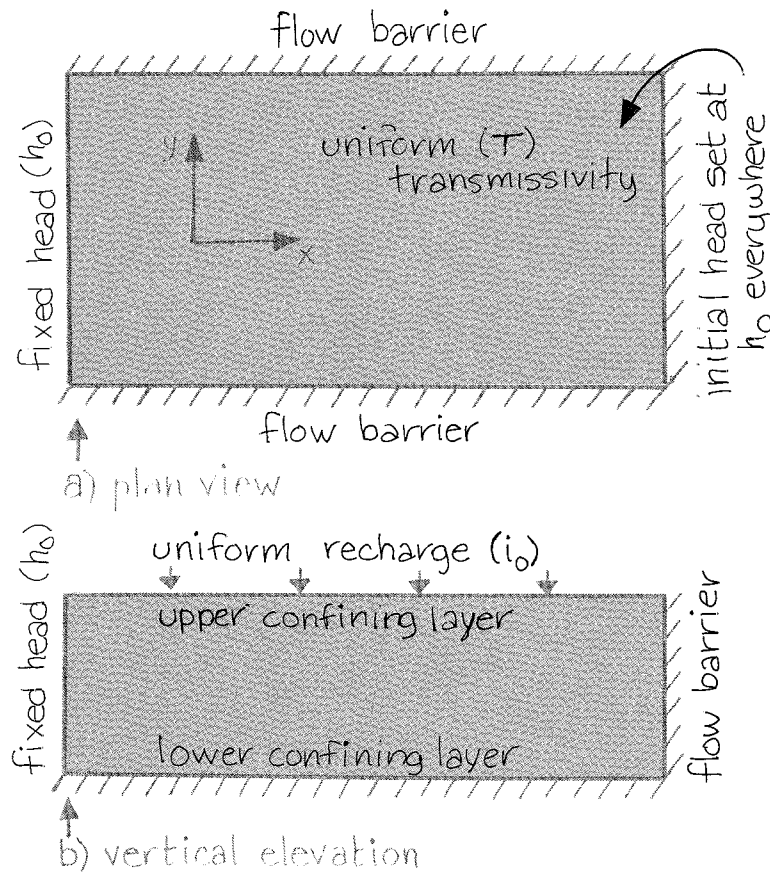 flow barrier
fixed head (h₀)
uniform (T)
transmissivity
y
x
initial head set at
h₀ everywhere
flow barrier
a) plan view
fixed head (h₀)
uniform recharge (i₀)
upper confining layer
lower confining layer
flow barrier
b) vertical elevation